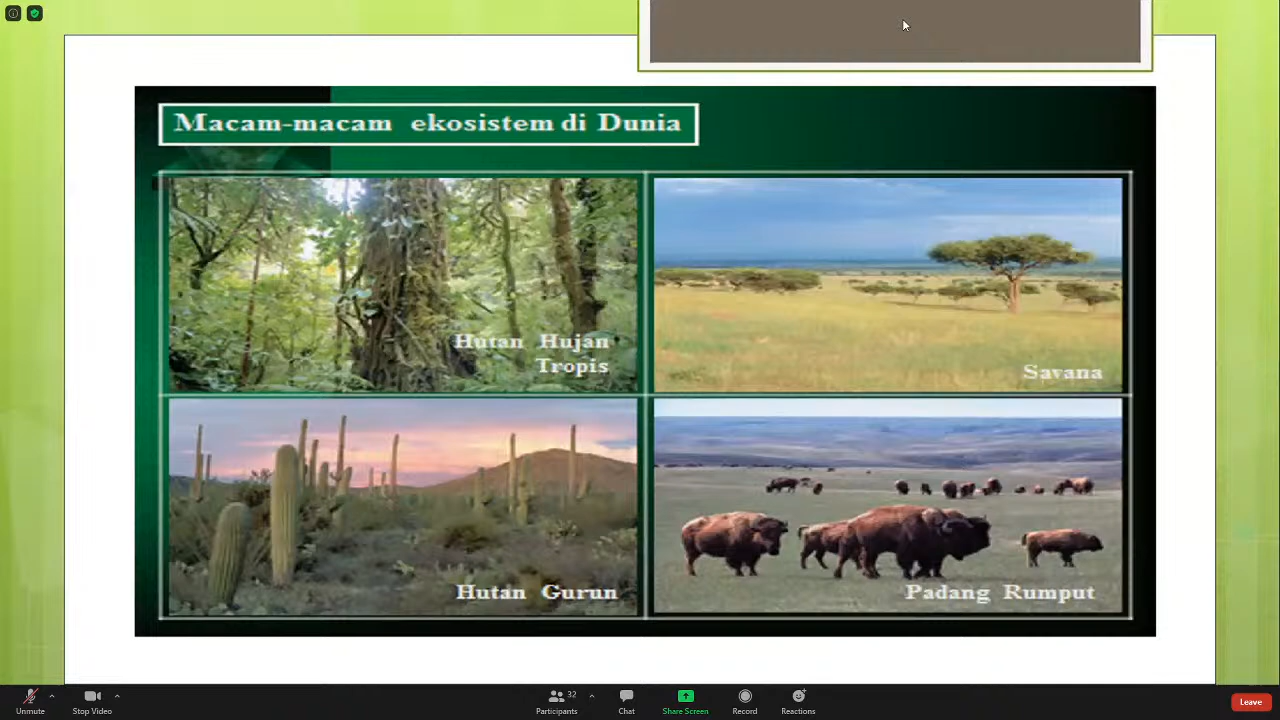 Macam-macam ekosistem di Dunia
Hutan Hujan
Tropis
Savana
Hutan Gurun
Padang Rumput
32
Unmute
Stop Video
Participants
Chat
Share Screen
Record
Reactions
Leave